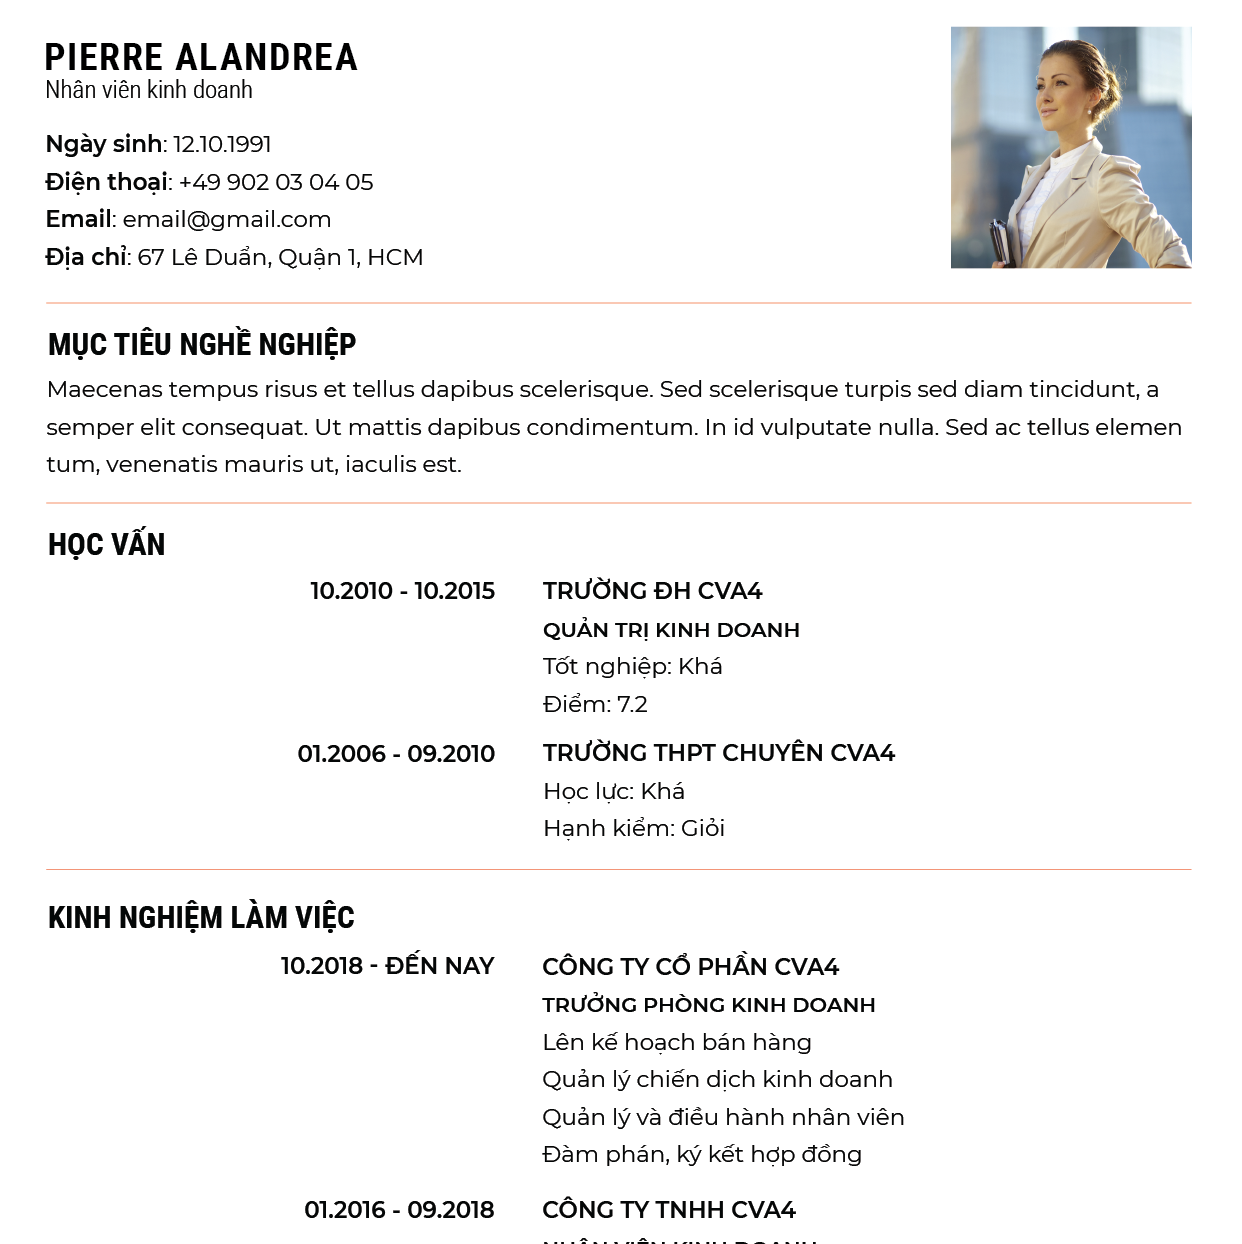 PIERRE ALANDREA
Nhân viên kinh doanh
Ngày sinh: 12.10.1991
Điện thoại: +49 902 03 04 05
Email: email@gmail.com
Địa chỉ: 67 Lê Duẩn, Quận 1, HCM
MỤC TIÊU NGHỀ NGHIỆP
Maecenas tempus risus et tellus dapibus scelerisque. Sed scelerisque turpis sed diam tincidunt, a
semper elit consequat. Ut mattis dapibus condimentum. In id vulputate nulla. Sed ac tellus elemen
tum, venenatis mauris ut, iaculis est.
HỌC VẤN
10.2010 - 10.2015 TRƯỜNG ĐH CVA4
QUẢN TRỊ KINH DOANH
Tốt nghiệp: Khá
Điểm: 7.2
01.2006 - 09.2010 TRƯỜNG THPT CHUYÊN CVA4
Học lực: Khá
Hạnh kiểm: Giỏi
KINH NGHIỆM LÀM VIỆC
10.2018 - ĐẾN NAY CÔNG TY CỔ PHẦN CVA4
TRƯỞNG PHÒNG KINH DOANH
Lên kế hoạch bán hàng
Quản lý chiến dịch kinh doanh
Quản lý và điều hành nhân viên
Đàm phán, ký kết hợp đồng
01.2016 - 09.2018 CÔNG TY TNHH CVA4
NHÂN VIÊN KINH DOANH